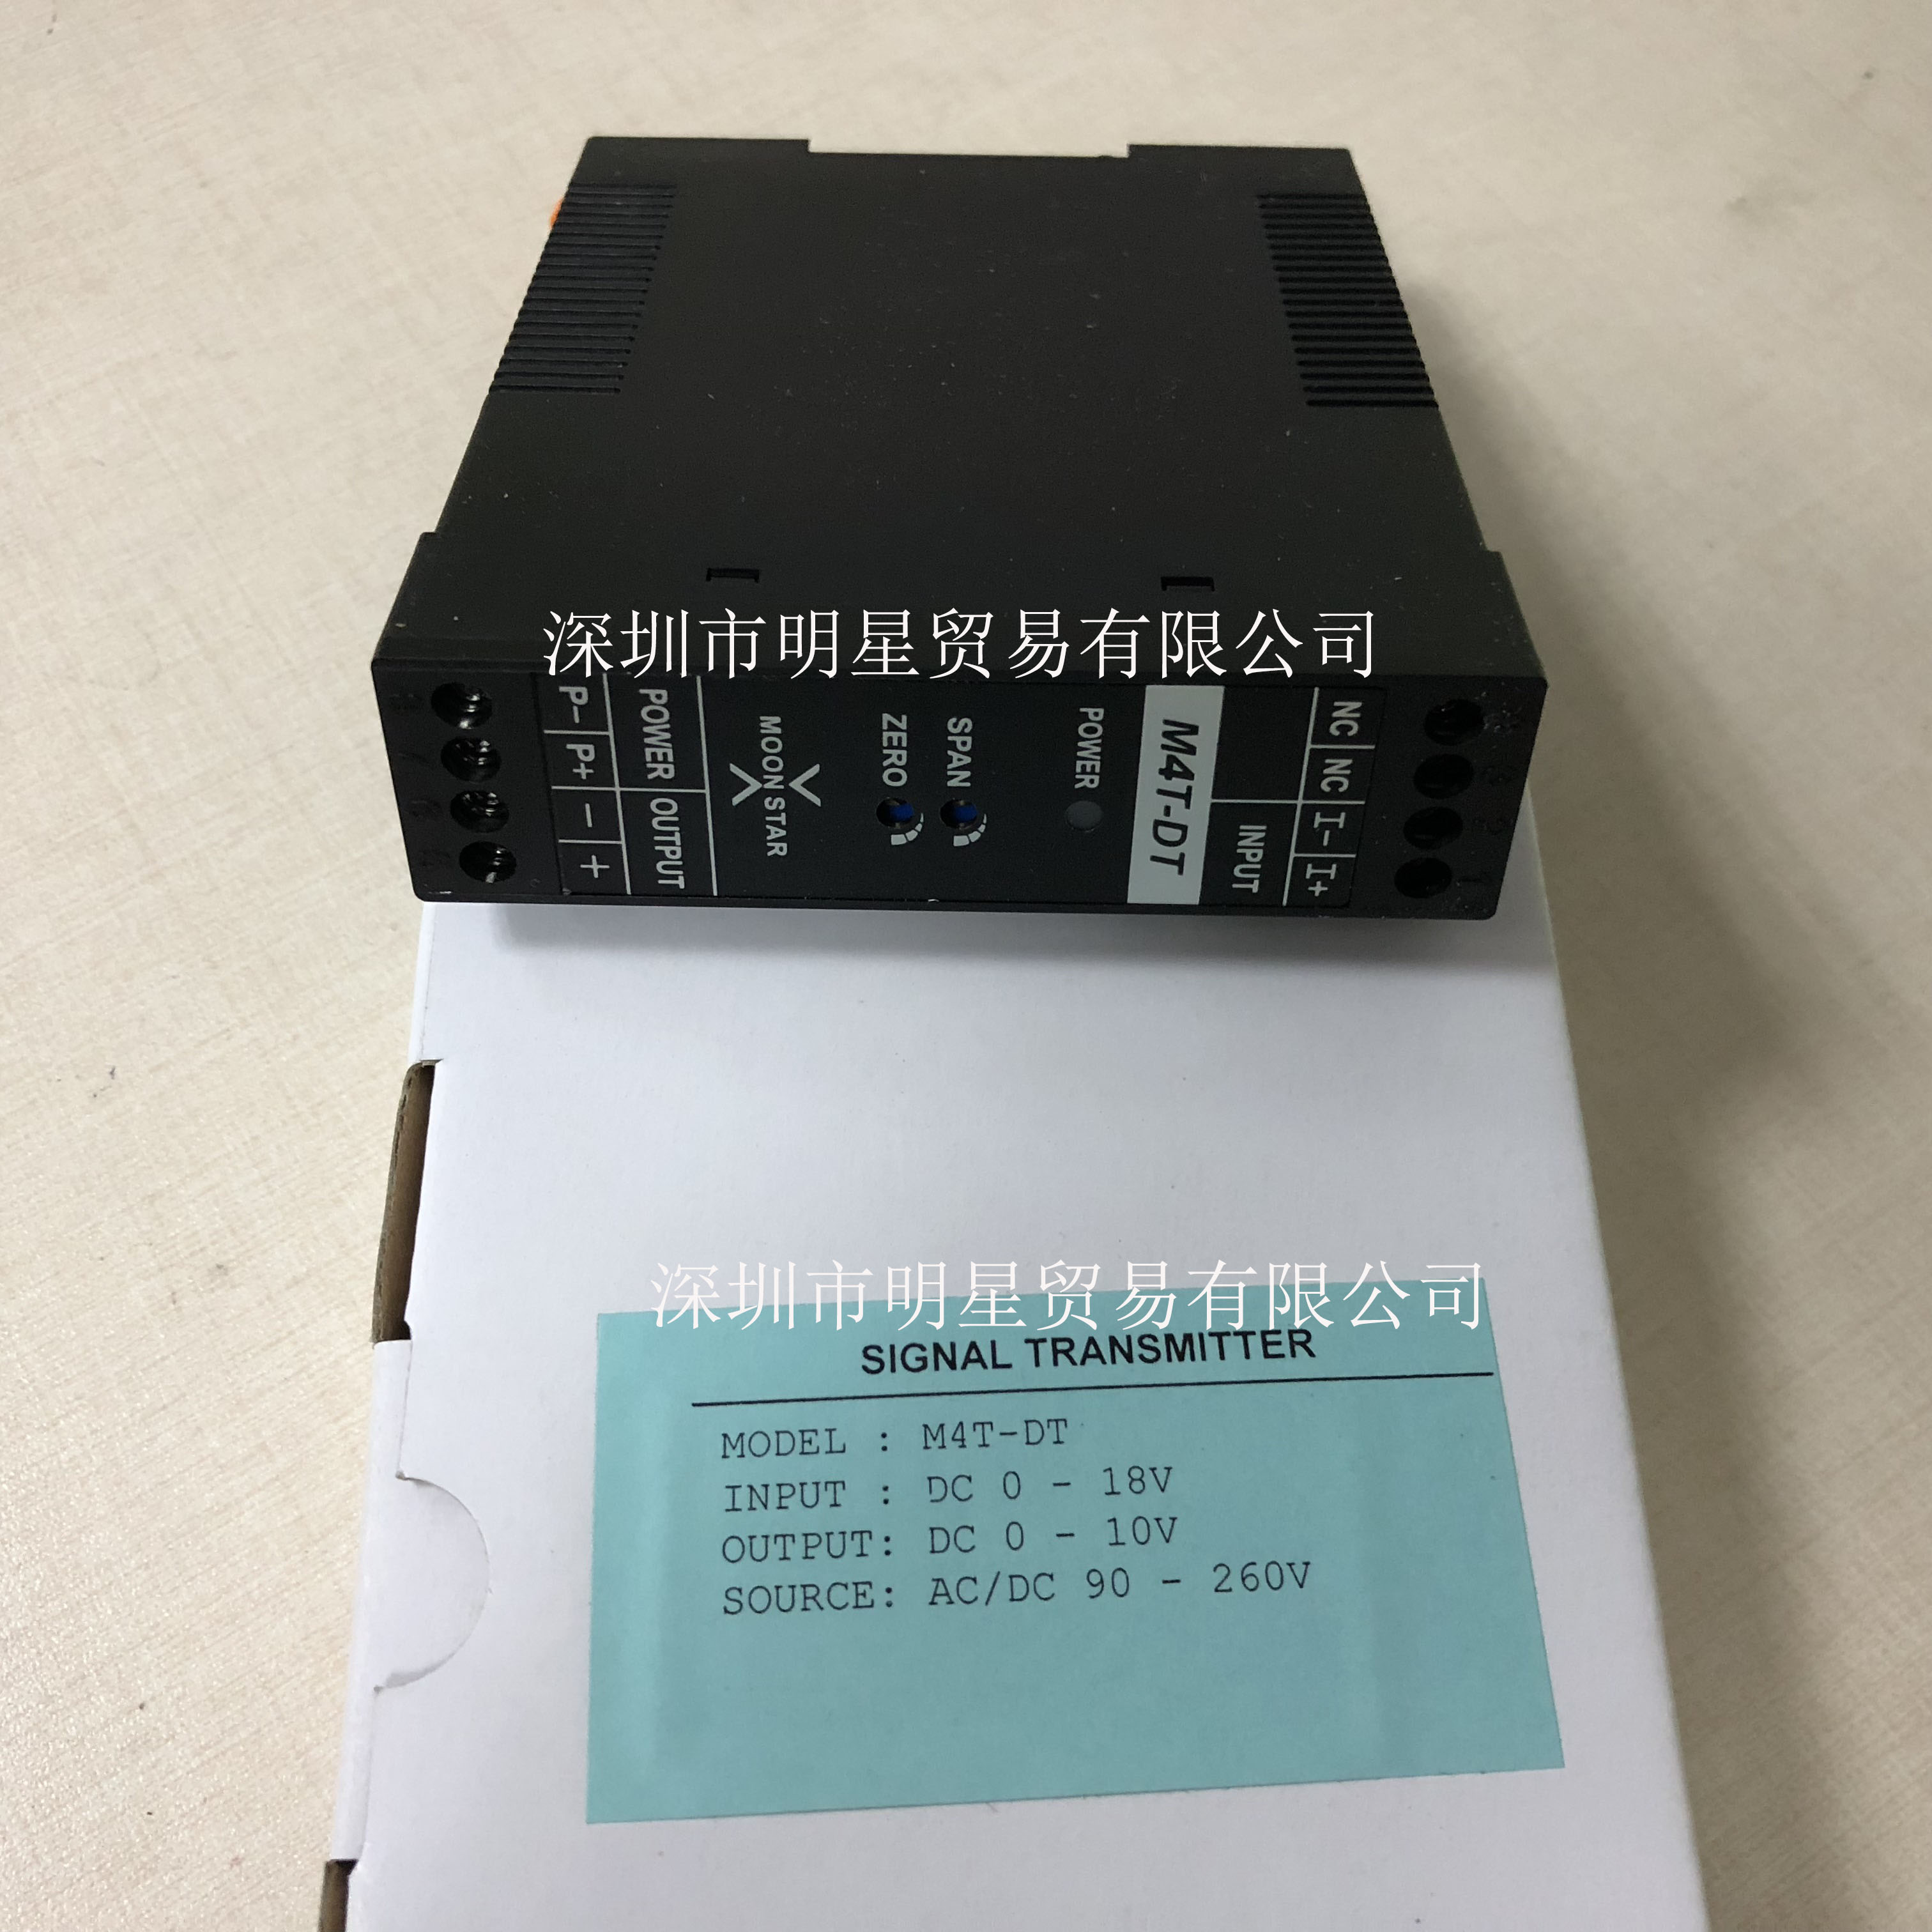 深圳市明星贸易有限公司
P- P+ - +
POWER OUTPUT
MOONSTAR
ZERO
SPAN
POWER
M4T-DT
INPUT
NC NC I- I+
深圳市明星贸易有限公司
SIGNAL TRANSMITTER
MODEL : M4T-DT
INPUT : DC 0 - 18V
OUTPUT: DC 0 - 10V
SOURCE: AC/DC 90 - 260V